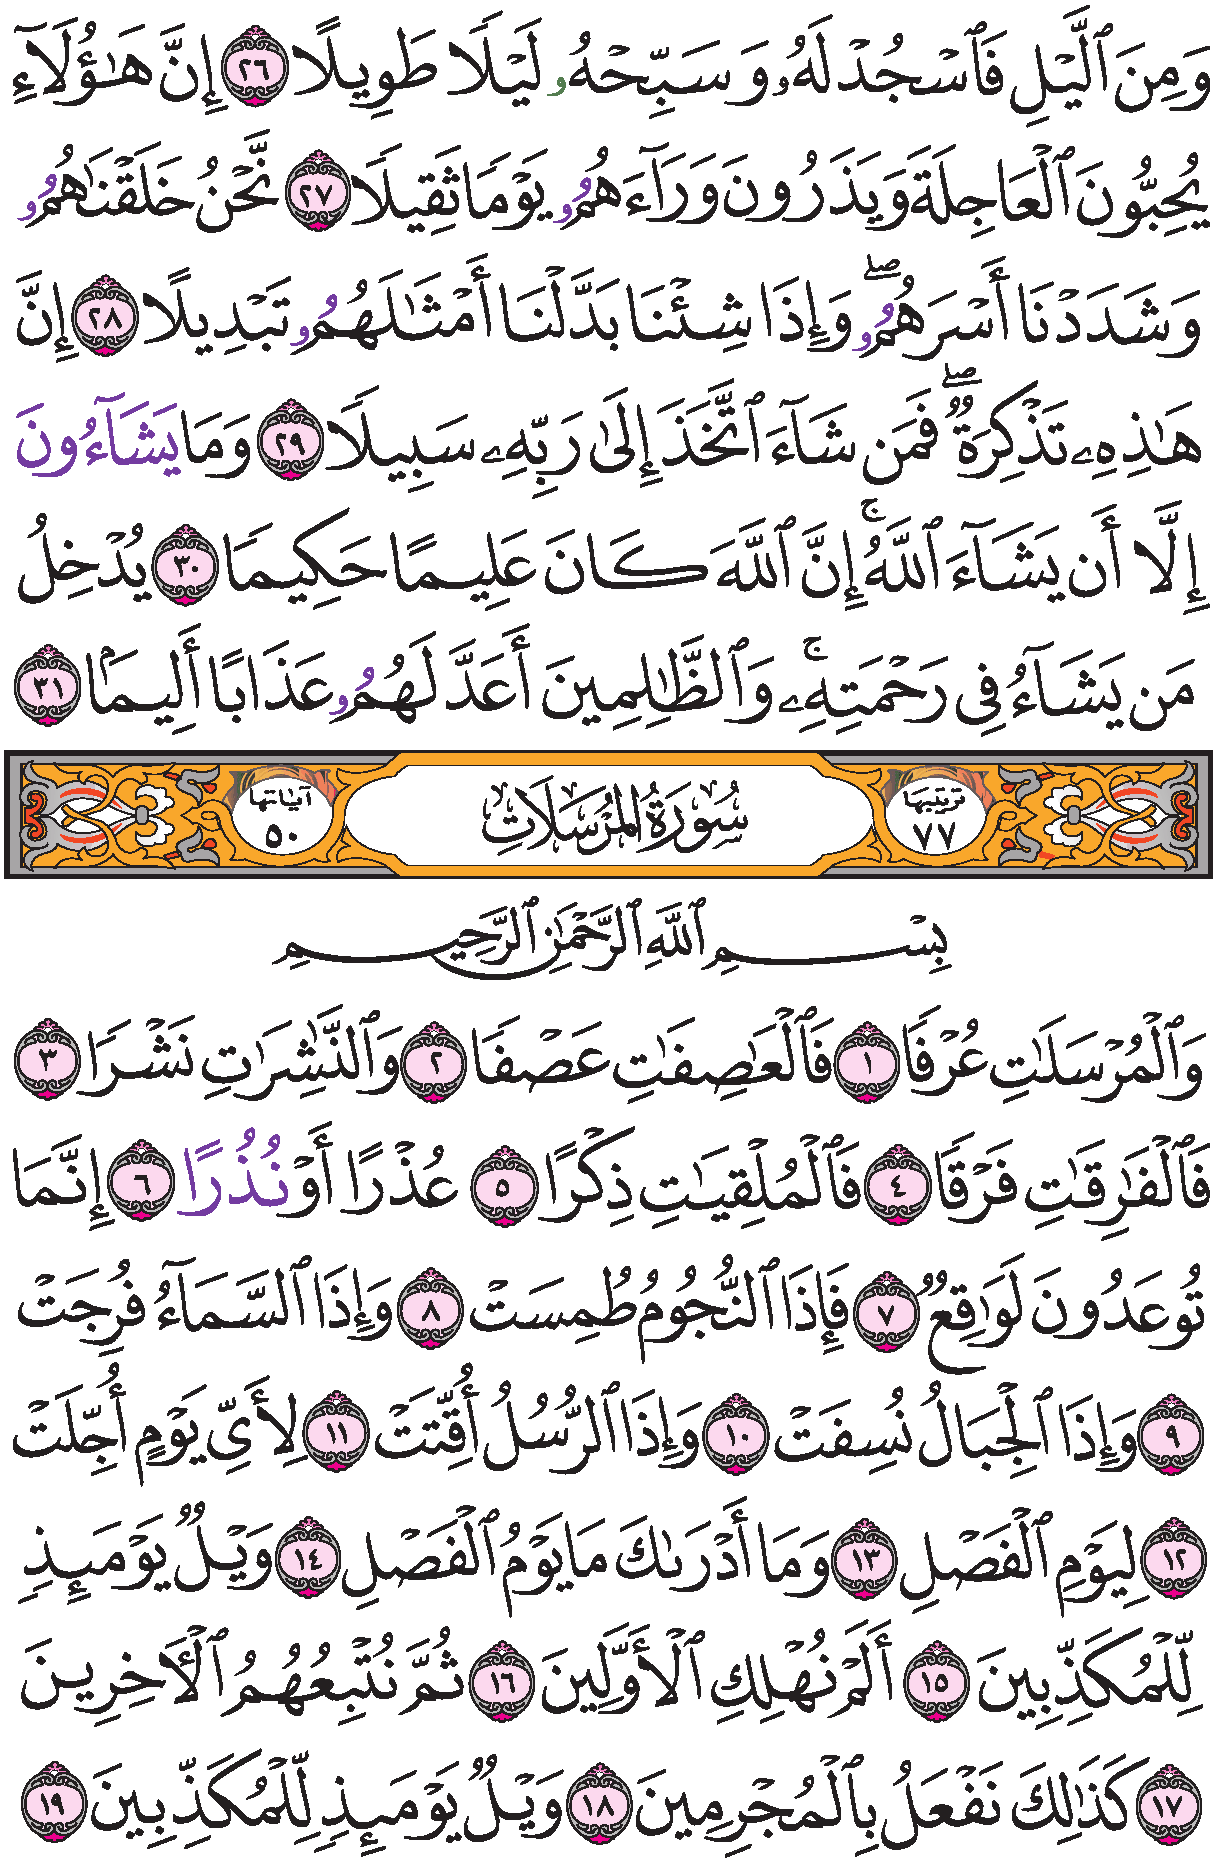 وَمِنَ ٱلَّيْلِ فَٱسْجُدْ لَهُۥ وَسَبِّحْهُۥ لَيْلًا طَوِيلًا ٢٦ إِنَّ هَٰٓؤُلَآءِ
يُحِبُّونَ ٱلْعَاجِلَةَ وَيَذَرُونَ وَرَآءَهُمُۥ يَوْمًا ثَقِيلًا ٢٧ نَّحْنُ خَلَقْنَٰهُمُۥ
وَشَدَدْنَا أَسْرَهُمُۥۖ وَإِذَا شِئْنَا بَدَّلْنَا أَمْثَٰلَهُمُۥ تَبْدِيلًا ٢٨ إِنَّ
هَٰذِهِۦ تَذْكِرَةٌۖ فَمَن شَآءَ ٱتَّخَذَ إِلَىٰ رَبِّهِۦ سَبِيلًا ٢٩ وَمَا يَشَآءُونَ
إِلَّا أَن يَشَآءَ ٱللَّهُۚ إِنَّ ٱللَّهَ كَانَ عَلِيمًا حَكِيمًا ٣٠ يُدْخِلُ
مَن يَشَآءُ فِى رَحْمَتِهِۦۚ وَٱلظَّٰلِمِينَ أَعَدَّ لَهُمُۥ عَذَابًا أَلِيمًۢا ٣١
ترتيبها ٧٧ سُورَةُ المُرْسَلَات آياتها ٥٠
بِسْمِ ٱللَّهِ ٱلرَّحْمَٰنِ ٱلرَّحِيمِ
وَٱلْمُرْسَلَٰتِ عُرْفًا ١ فَٱلْعَٰصِفَٰتِ عَصْفًا ٢ وَٱلنَّٰشِرَٰتِ نَشْرًا ٣
فَٱلْفَٰرِقَٰتِ فَرْقًا ٤ فَٱلْمُلْقِيَٰتِ ذِكْرًا ٥ عُذْرًا أَوْ نُذُرًا ٦ إِنَّمَا
تُوعَدُونَ لَوَٰقِعٌ ٧ فَإِذَا ٱلنُّجُومُ طُمِسَتْ ٨ وَإِذَا ٱلسَّمَآءُ فُرِجَتْ
٩ وَإِذَا ٱلْجِبَالُ نُسِفَتْ ١٠ وَإِذَا ٱلرُّسُلُ أُقِّتَتْ ١١ لِأَىِّ يَوْمٍ أُجِّلَتْ
١٢ لِيَوْمِ ٱلْفَصْلِ ١٣ وَمَا أَدْرَىٰكَ مَا يَوْمُ ٱلْفَصْلِ ١٤ وَيْلٌ يَوْمَئِذٍ
لِّلْمُكَذِّبِينَ ١٥ أَلَمْ نُهْلِكِ ٱلْأَوَّلِينَ ١٦ ثُمَّ نُتْبِعُهُمُ ٱلْأَخِرِينَ
١٧ كَذَٰلِكَ نَفْعَلُ بِٱلْمُجْرِمِينَ ١٨ وَيْلٌ يَوْمَئِذٍ لِّلْمُكَذِّبِينَ ١٩